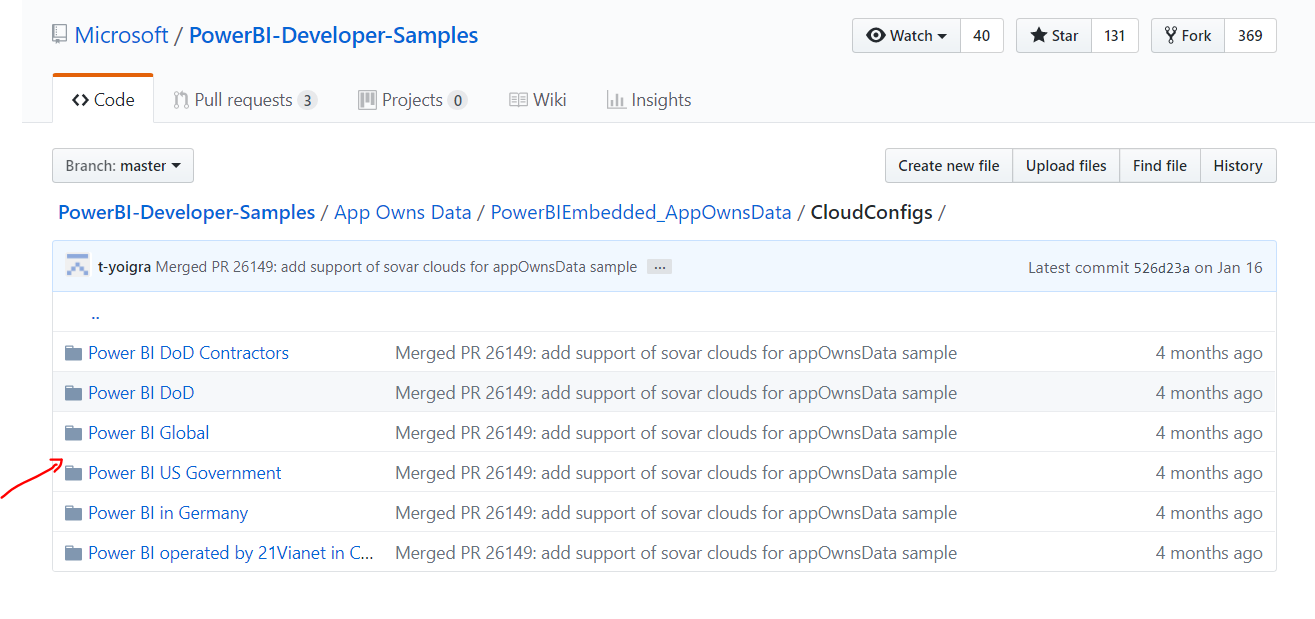 Microsoft / PowerBI-Developer-Samples Watch 40 Star 131 Fork 369
Code Pull requests 3 Projects 0 Wiki Insights
Branch: master Create new file Upload files Find file History
PowerBI-Developer-Samples / App Owns Data / PowerBIEmbedded_AppOwnsData / CloudConfigs /
t-yoigra Merged PR 26149: add support of sovar clouds for appOwnsData sample ... Latest commit 526d23a on Jan 16
..
Power BI DoD Contractors Merged PR 26149: add support of sovar clouds for appOwnsData sample 4 months ago
Power BI DoD Merged PR 26149: add support of sovar clouds for appOwnsData sample 4 months ago
Power BI Global Merged PR 26149: add support of sovar clouds for appOwnsData sample 4 months ago
Power BI US Government Merged PR 26149: add support of sovar clouds for appOwnsData sample 4 months ago
Power BI in Germany Merged PR 26149: add support of sovar clouds for appOwnsData sample 4 months ago
Power BI operated by 21Vianet in C... Merged PR 26149: add support of sovar clouds for appOwnsData sample 4 months ago